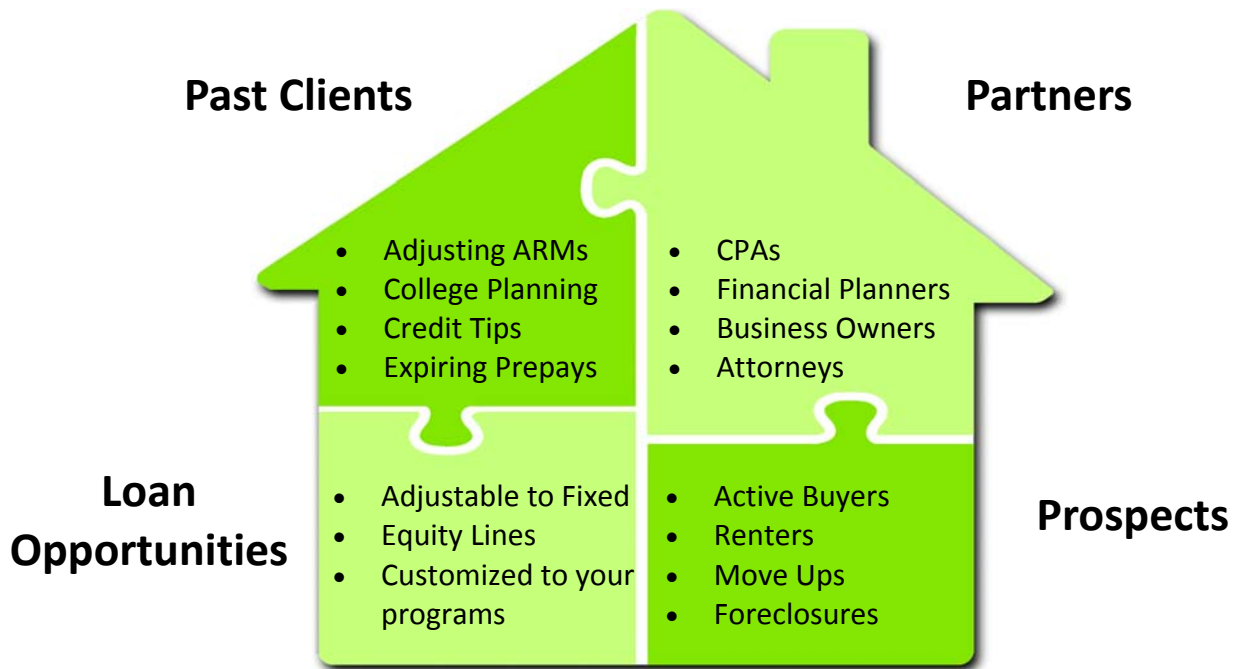 Past Clients
Partners
• Adjusting ARMs
• College Planning
• Credit Tips
• Expiring Prepays
• CPAs
• Financial Planners
• Business Owners
• Attorneys
Loan
Opportunities
• Adjustable to Fixed
• Equity Lines
• Customized to your
programs
• Active Buyers
• Renters
• Move Ups
• Foreclosures
Prospects